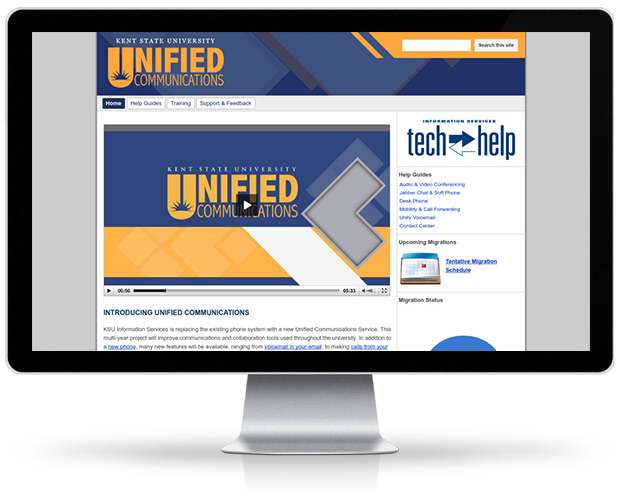 KENT STATE UNIVERSITY
UNIFIED
COMMUNICATIONS
Search this site
Home Help Guides Training Support & Feedback
KENT STATE UNIVERSITY
UNIFIED
COMMUNICATIONS
00:50 05:33
INTRODUCING UNIFIED COMMUNICATIONS
KSU Information Services is replacing the existing phone system with a new Unified Communications Service. This
multi-year project will improve communications and collaboration tools used throughout the university. In addition to
a new phone, many new features will be available, ranging from voicemail in your email, to making calls from your
INFORMATION SERVICES
tech help
Help Guides
Audio & Video Conferencing
Jabber Chat & Soft Phone
Desk Phone
Mobility & Call Forwarding
Unity Voicemail
Contact Center
Upcoming Migrations
Tentative Migration
Schedule
Migration Status